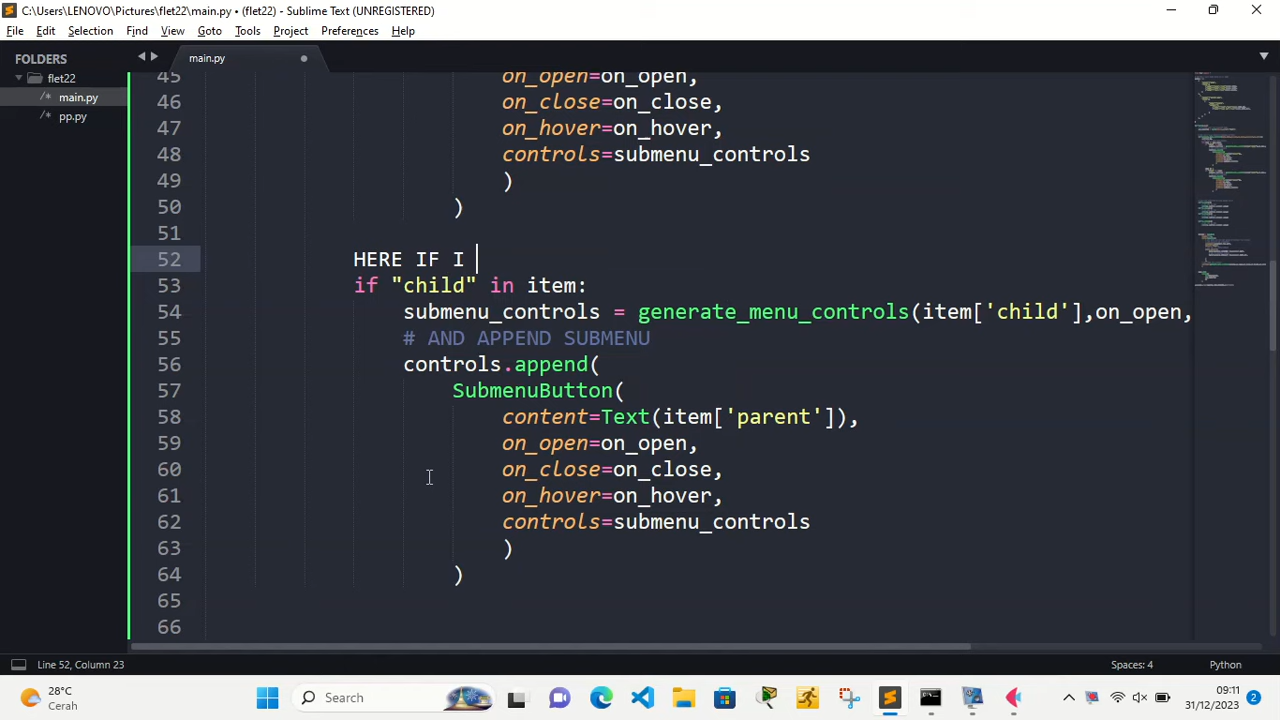 C:\Users\LENOVO\Pictures\flet22\main.py • (flet22) - Sublime Text (UNREGISTERED)
File Edit Selection Find View Goto Tools Project Preferences Help
FOLDERS
flet22
/* main.py
/* pp.py
main.py
45 on_open=on_open,
46 on_close=on_close,
47 on_hover=on_hover,
48 controls=submenu_controls
49 )
50 )
51
52 HERE IF I
53 if "child" in item:
54 submenu_controls = generate_menu_controls(item['child'],on_open,
55 # AND APPEND SUBMENU
56 controls.append(
57 SubmenuButton(
58 content=Text(item['parent']),
59 on_open=on_open,
60 on_close=on_close,
61 on_hover=on_hover,
62 controls=submenu_controls
63 )
64 )
65
66
Line 52, Column 23 Spaces: 4 Python
28°C
Cerah
Search
09:11
31/12/2023
2